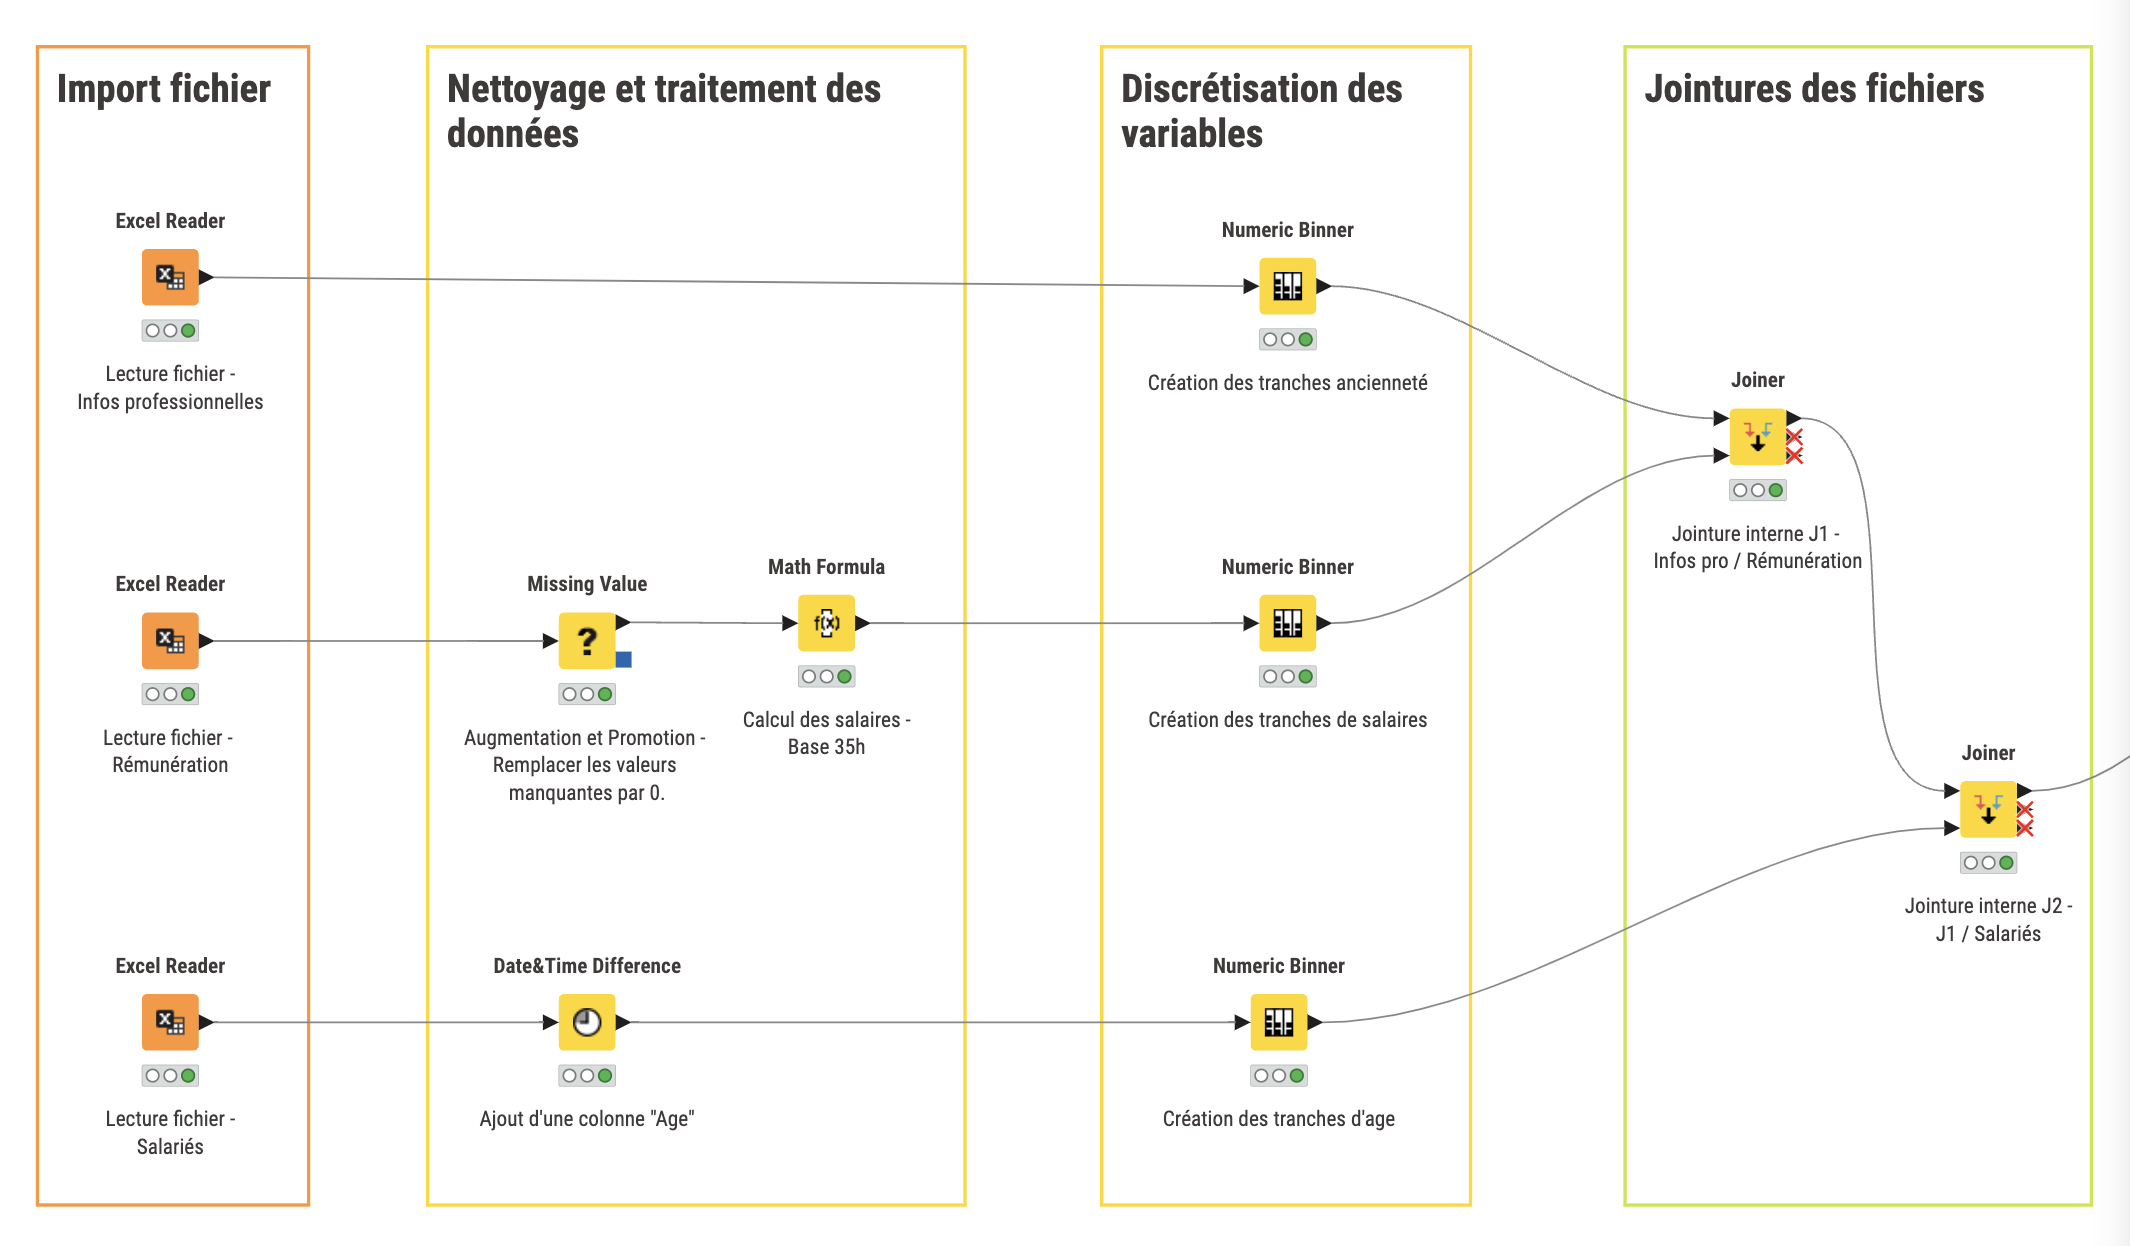 Import fichier
Excel Reader
Lecture fichier -
Infos professionnelles
Excel Reader
Lecture fichier -
Rémunération
Excel Reader
Lecture fichier -
Salariés
Nettoyage et traitement des
données
Missing Value
?
Augmentation et Promotion -
Remplacer les valeurs
manquantes par 0.
Math Formula
f(x)
Calcul des salaires -
Base 35h
Date&Time Difference
Ajout d'une colonne "Age"
Discrétisation des
variables
Numeric Binner
Création des tranches ancienneté
Numeric Binner
Création des tranches de salaires
Numeric Binner
Création des tranches d'age
Jointures des fichiers
Joiner
Jointure interne J1 -
Infos pro / Rémunération
Joiner
Jointure interne J2 -
J1 / Salariés